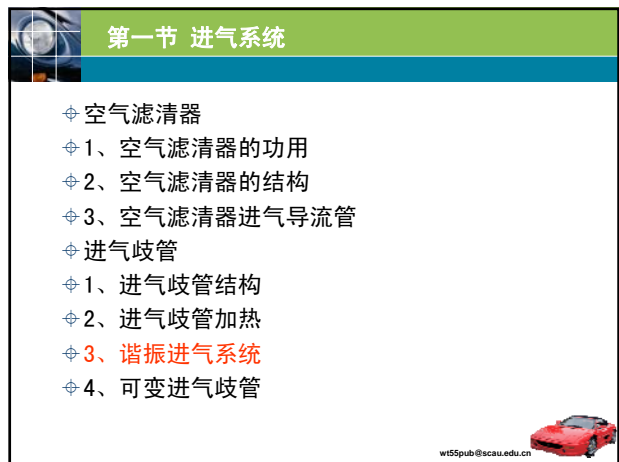 第一节 进气系统
空气滤清器
1、空气滤清器的功用
2、空气滤清器的结构
3、空气滤清器进气导流管
进气歧管
1、进气歧管结构
2、进气歧管加热
3、谐振进气系统
4、可变进气歧管
wt55pub@scau.edu.cn